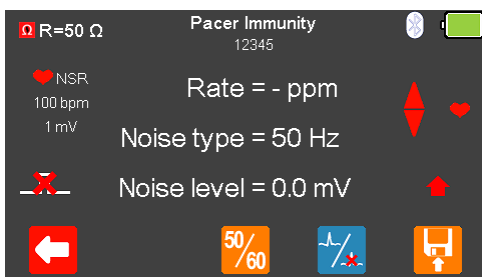 Ω R=50 Ω
Pacer Immunity
12345
NSR
100 bpm
1 mV
Rate = - ppm
Noise type = 50 Hz
Noise level = 0.0 mV
50/60